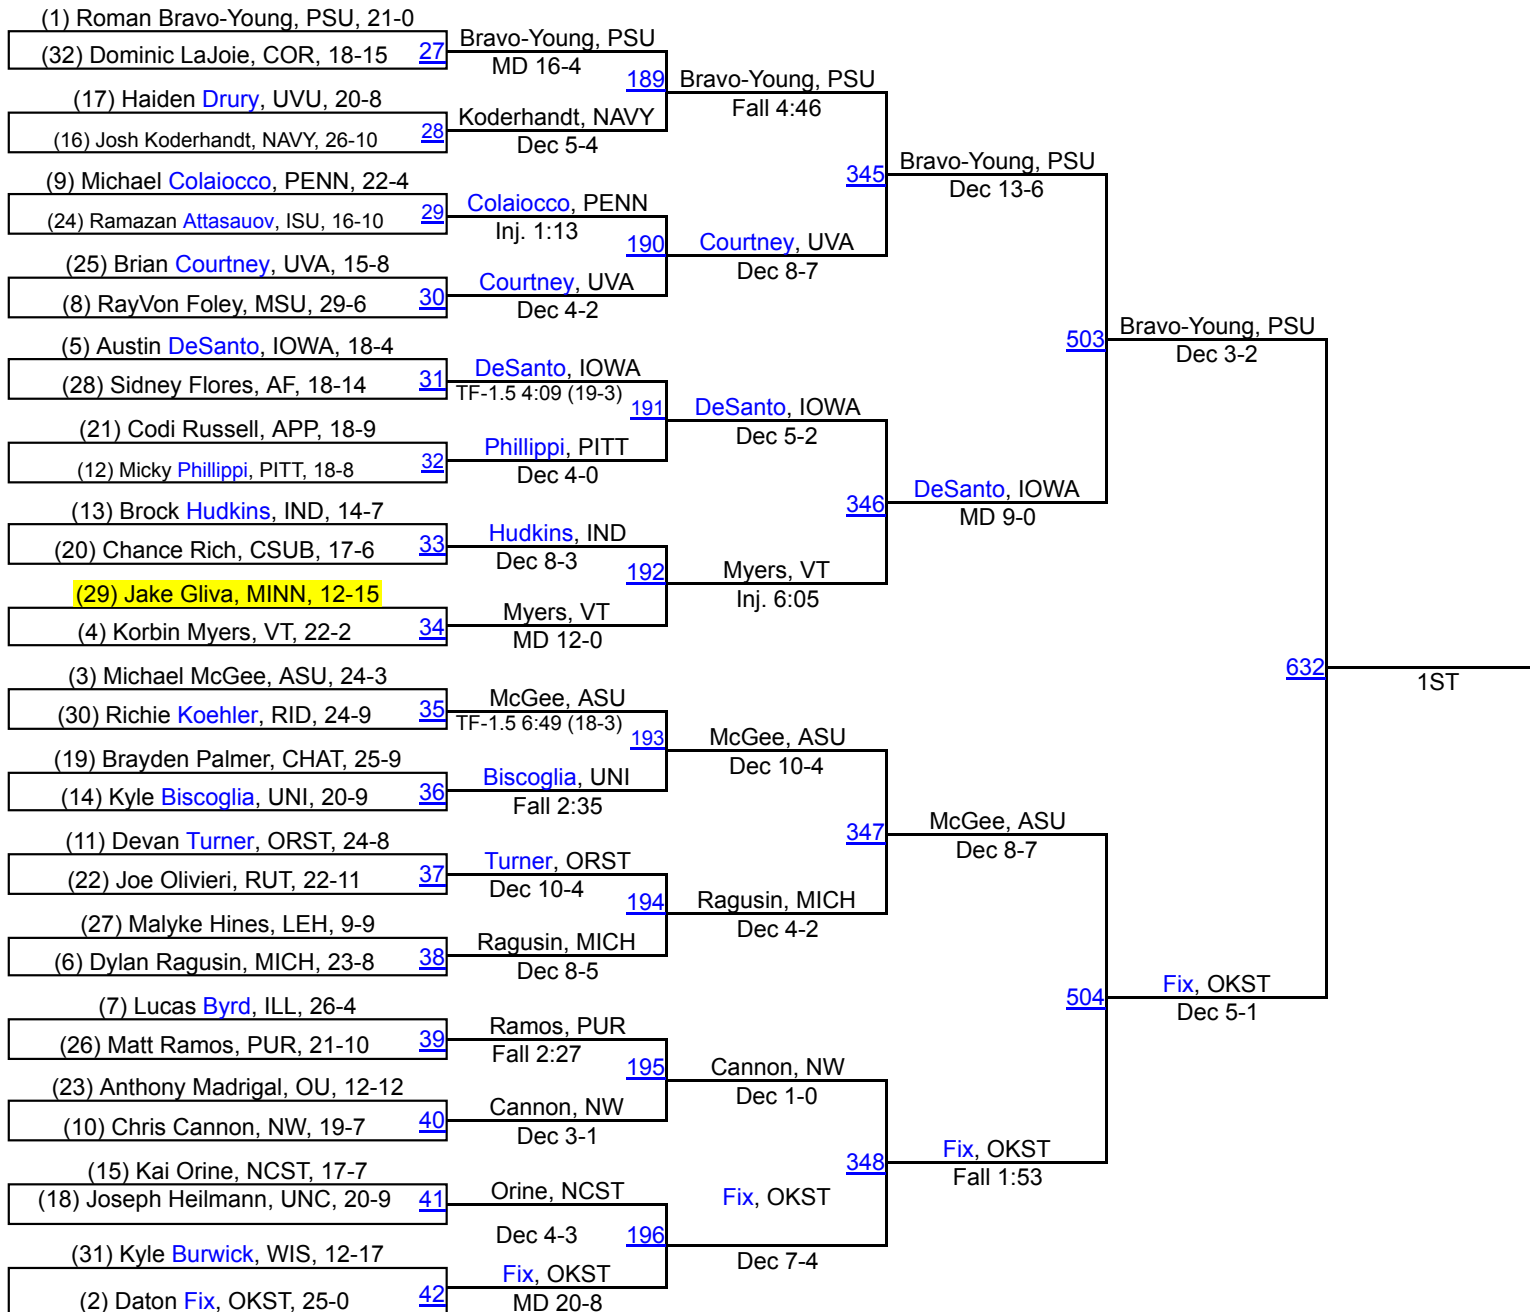 (1) Roman Bravo-Young, PSU, 21-0
(32) Dominic LaJoie, COR, 18-15 27
(17) Haiden Drury, UVU, 20-8
(16) Josh Koderhandt, NAVY, 26-10 28
(9) Michael Colaiocco, PENN, 22-4
(24) Ramazan Attasauov, ISU, 16-10 29
(25) Brian Courtney, UVA, 15-8
(8) RayVon Foley, MSU, 29-6 30
(5) Austin DeSanto, IOWA, 18-4
(28) Sidney Flores, AF, 18-14 31
(21) Codi Russell, APP, 18-9
(12) Micky Phillippi, PITT, 18-8 32
(13) Brock Hudkins, IND, 14-7
(20) Chance Rich, CSUB, 17-6 33
(29) Jake Gliva, MINN, 12-15
(4) Korbin Myers, VT, 22-2 34
(3) Michael McGee, ASU, 24-3
(30) Richie Koehler, RID, 24-9 35
(19) Brayden Palmer, CHAT, 25-9
(14) Kyle Biscoglia, UNI, 20-9 36
(11) Devan Turner, ORST, 24-8
(22) Joe Olivieri, RUT, 22-11 37
(27) Malyke Hines, LEH, 9-9
(6) Dylan Ragusin, MICH, 23-8 38
(7) Lucas Byrd, ILL, 26-4
(26) Matt Ramos, PUR, 21-10 39
(23) Anthony Madrigal, OU, 12-12
(10) Chris Cannon, NW, 19-7 40
(15) Kai Orine, NCST, 17-7
(18) Joseph Heilmann, UNC, 20-9 41
(31) Kyle Burwick, WIS, 12-17
(2) Daton Fix, OKST, 25-0 42
Bravo-Young, PSU
MD 16-4
189
Koderhandt, NAVY
Dec 5-4
Colaiocco, PENN
Inj. 1:13
190
Courtney, UVA
Dec 4-2
DeSanto, IOWA
TF-1.5 4:09 (19-3)
191
Phillippi, PITT
Dec 4-0
Hudkins, IND
Dec 8-3
192
Myers, VT
MD 12-0
McGee, ASU
TF-1.5 6:49 (18-3)
193
Biscoglia, UNI
Fall 2:35
Turner, ORST
Dec 10-4
194
Ragusin, MICH
Dec 8-5
Ramos, PUR
Fall 2:27
195
Cannon, NW
Dec 3-1
Orine, NCST
Dec 4-3
196
Fix, OKST
MD 20-8
Bravo-Young, PSU
Fall 4:46
345
Courtney, UVA
Dec 8-7
DeSanto, IOWA
Dec 5-2
346
Myers, VT
Inj. 6:05
McGee, ASU
Dec 10-4
347
Ragusin, MICH
Dec 4-2
Cannon, NW
Dec 1-0
348
Fix, OKST
Dec 7-4
Bravo-Young, PSU
Dec 13-6
503
DeSanto, IOWA
MD 9-0
McGee, ASU
Dec 8-7
504
Fix, OKST
Fall 1:53
Bravo-Young, PSU
Dec 3-2
632
Fix, OKST
Dec 5-1
1ST